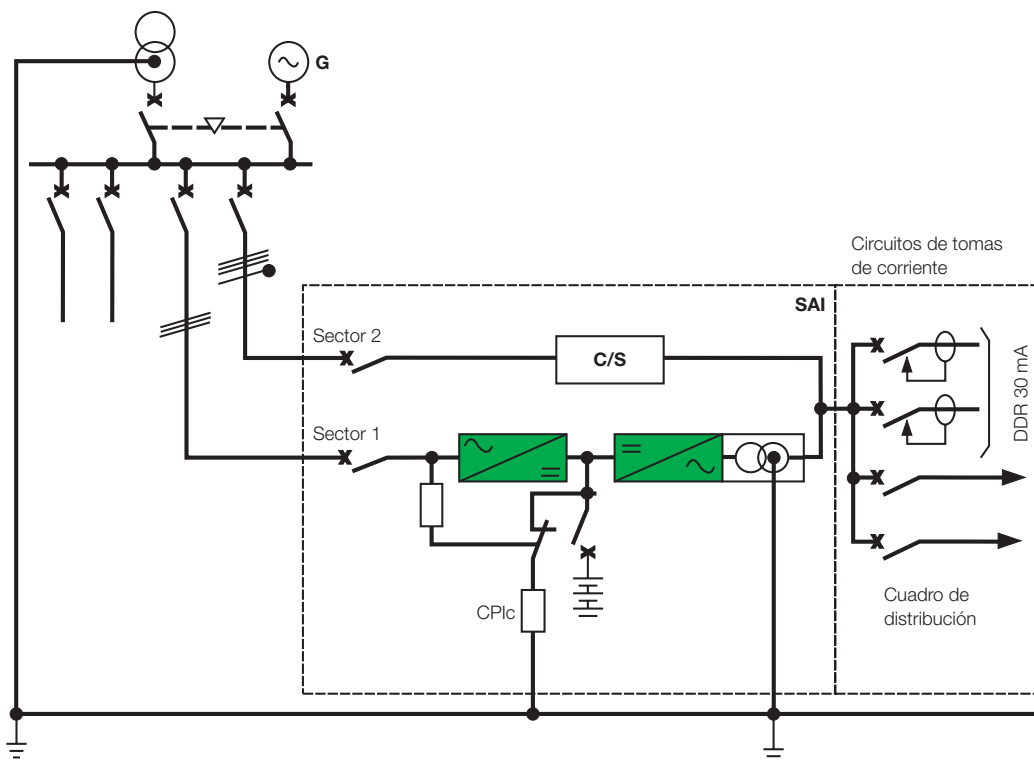 G
Circuitos de tomas
de corriente
SAI
Sector 2
C/S
DDR 30 mA
Sector 1
CPIc
Cuadro de
distribución